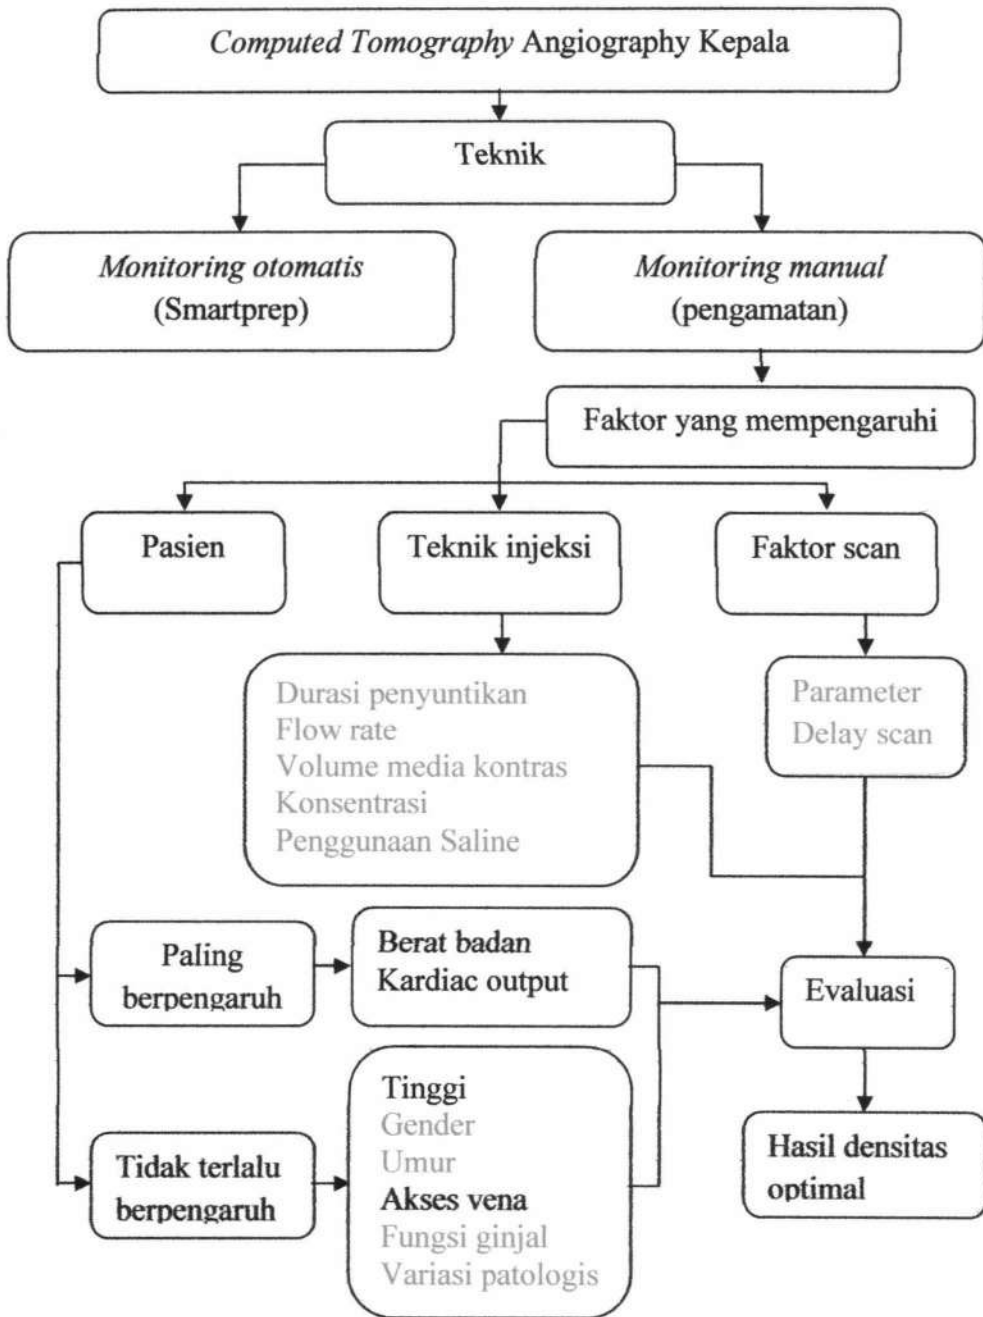 Computed Tomography Angiography Kepala
Teknik
Monitoring otomatis
(Smartprep)
Monitoring manual
(pengamatan)
Faktor yang mempengaruhi
Pasien
Teknik injeksi
Faktor scan
Durasi penyuntikan
Flow rate
Volume media kontras
Konsentrasi
Penggunaan Saline
Parameter
Delay scan
Paling
berpengaruh
Berat badan
Kardiac output
Evaluasi
Tidak terlalu
berpengaruh
Tinggi
Gender
Umur
Akses vena
Fungsi ginjal
Variasi patologis
Hasil densitas
optimal